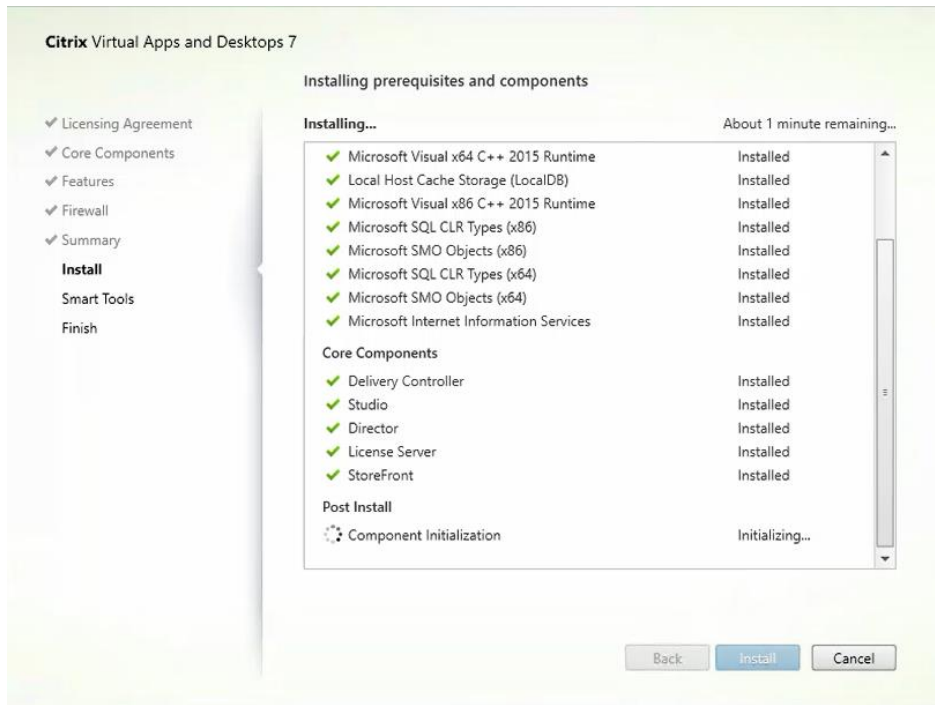 Citrix Virtual Apps and Desktops 7
Installing prerequisites and components
Licensing Agreement
Core Components
Features
Firewall
Summary
Install
Smart Tools
Finish
Installing... About 1 minute remaining...
Microsoft Visual x64 C++ 2015 Runtime Installed
Local Host Cache Storage (LocalDB) Installed
Microsoft Visual x86 C++ 2015 Runtime Installed
Microsoft SQL CLR Types (x86) Installed
Microsoft SMO Objects (x86) Installed
Microsoft SQL CLR Types (x64) Installed
Microsoft SMO Objects (x64) Installed
Microsoft Internet Information Services Installed
Core Components
Delivery Controller Installed
Studio Installed
Director Installed
License Server Installed
StoreFront Installed
Post Install
Component Initialization Initializing...
Back Install Cancel